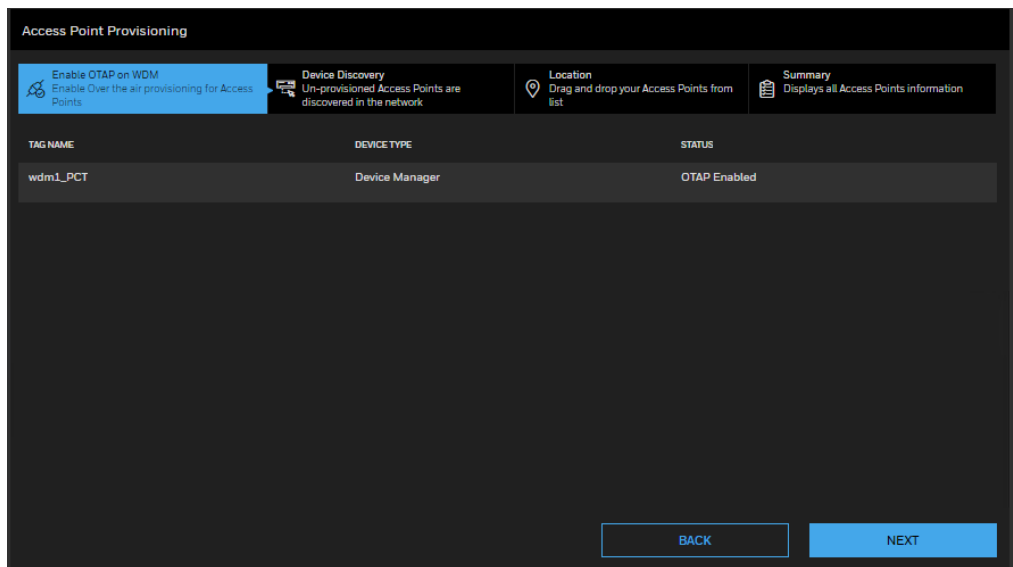 Access Point Provisioning
Enable OTAP on WDM
Enable Over the air provisioning for Access
Points
Device Discovery
Un-provisioned Access Points are
discovered in the network
Location
Drag and drop your Access Points from
list
Summary
Displays all Access Points information
TAG NAME DEVICE TYPE STATUS
wdm1_PCT Device Manager OTAP Enabled
BACK NEXT